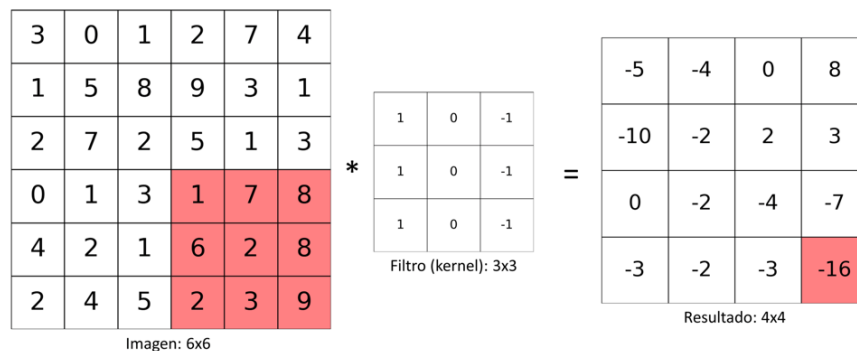 3 0 1 2 7 4
1 5 8 9 3 1
2 7 2 5 1 3
0 1 3 1 7 8
4 2 1 6 2 8
2 4 5 2 3 9
Imagen: 6x6
*
1 0 -1
1 0 -1
1 0 -1
Filtro (kernel): 3x3
=
-5 -4 0 8
-10 -2 2 3
0 -2 -4 -7
-3 -2 -3 -16
Resultado: 4x4